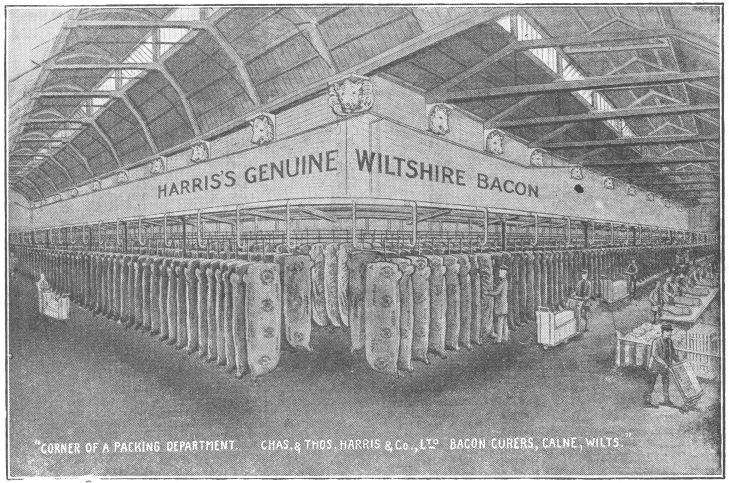 HARRIS'S GENUINE WILTSHIRE BACON
"CORNER OF A PACKING DEPARTMENT. CHAS. & THOS. HARRIS & Co., LTD BACON CURERS, CALNE, WILTS."